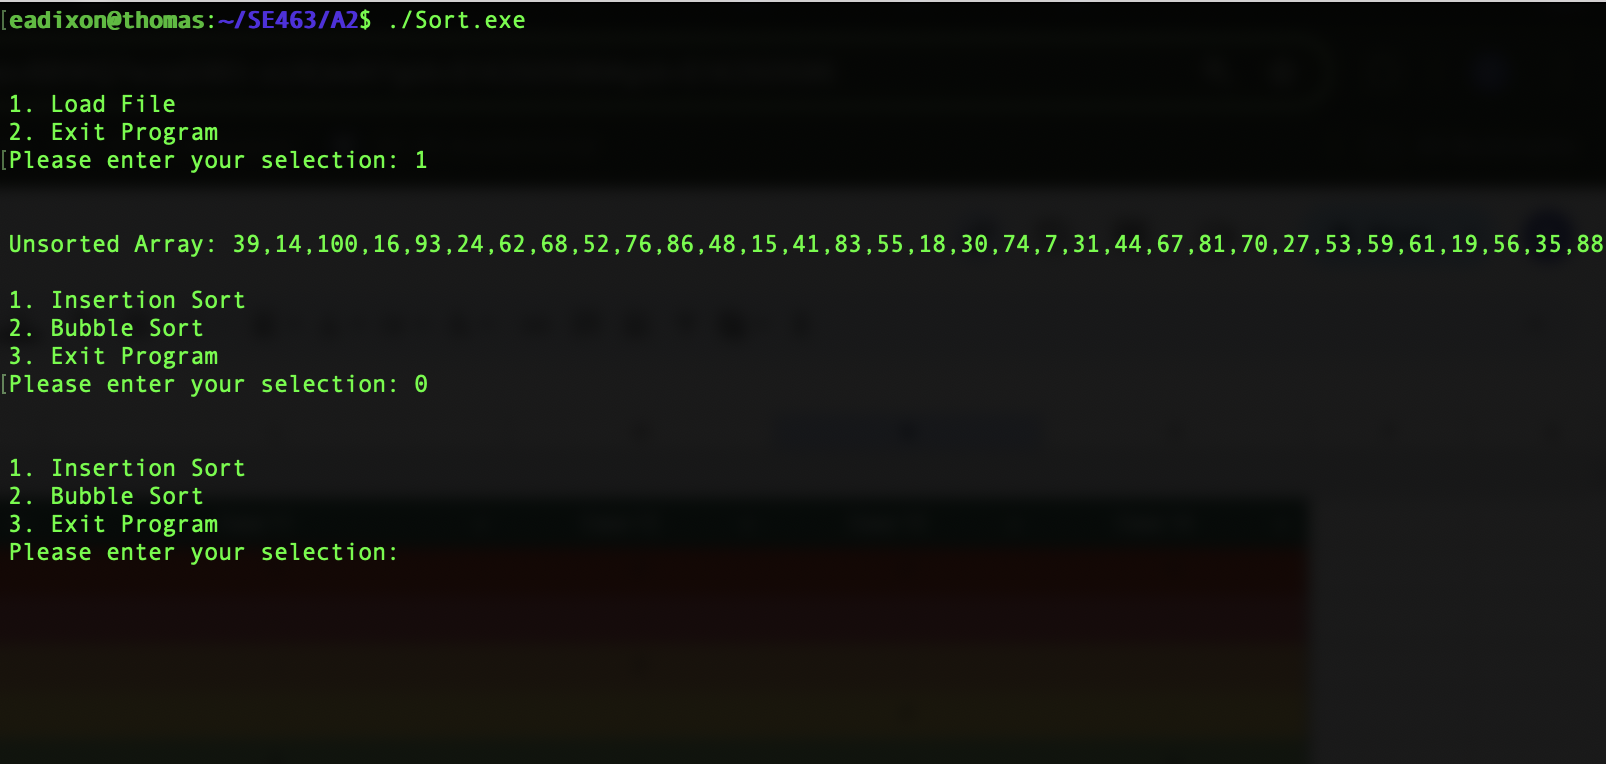 [eadixon@thomas:~/SE463/A2$ ./Sort.exe
1. Load File
2. Exit Program
[Please enter your selection: 1
Unsorted Array: 39,14,100,16,93,24,62,68,52,76,86,48,15,41,83,55,18,30,74,7,31,44,67,81,70,27,53,59,61,19,56,35,88
1. Insertion Sort
2. Bubble Sort
3. Exit Program
[Please enter your selection: 0
1. Insertion Sort
2. Bubble Sort
3. Exit Program
Please enter your selection: